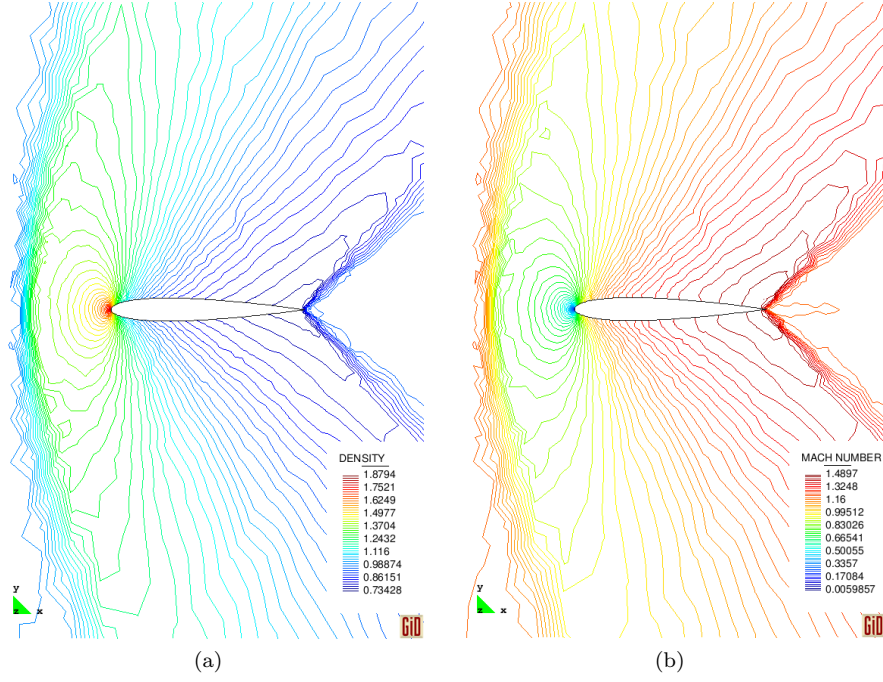 DENSITY
1.8794
1.7521
1.6249
1.4977
1.3704
1.2432
1.116
0.98874
0.86151
0.73428
y
z x
GiD
(a)
MACH NUMBER
1.4897
1.3248
1.16
0.99512
0.83026
0.66541
0.50055
0.3357
0.17084
0.0059857
y
z x
GiD
(b)